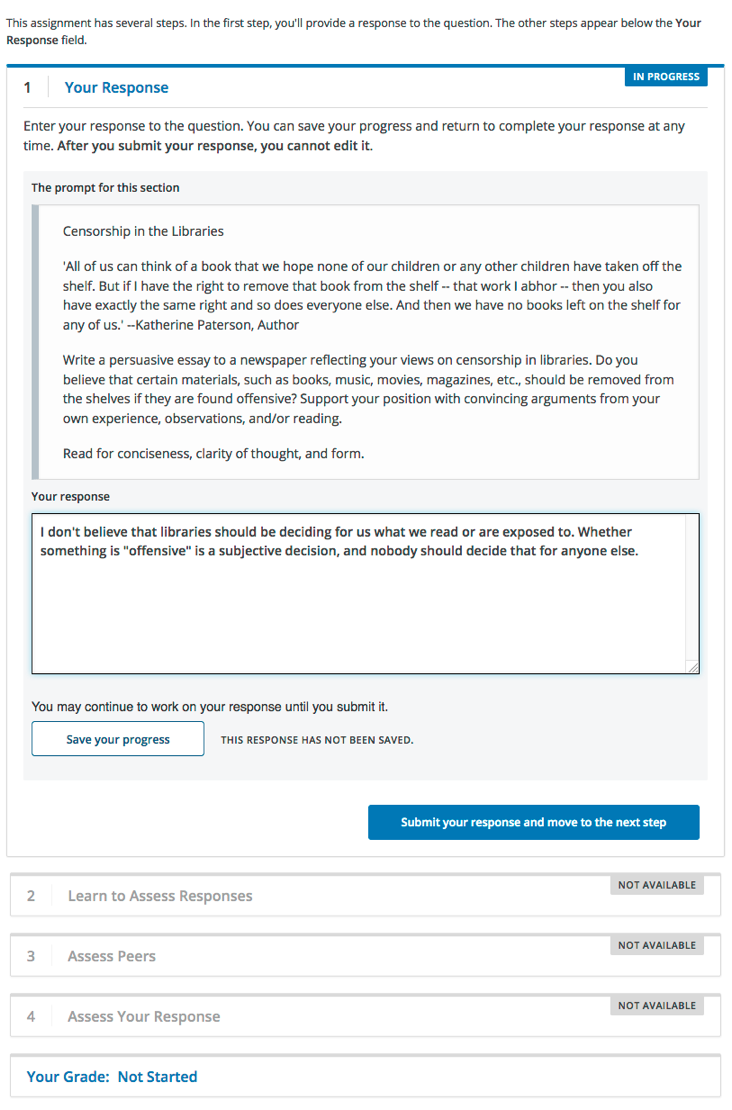 This assignment has several steps. In the first step, you'll provide a response to the question. The other steps appear below the Your
Response field.
IN PROGRESS
1 Your Response
Enter your response to the question. You can save your progress and return to complete your response at any
time. After you submit your response, you cannot edit it.
The prompt for this section
Censorship in the Libraries
'All of us can think of a book that we hope none of our children or any other children have taken off the
shelf. But if I have the right to remove that book from the shelf -- that work I abhor -- then you also
have exactly the same right and so does everyone else. And then we have no books left on the shelf for
any of us.' --Katherine Paterson, Author
Write a persuasive essay to a newspaper reflecting your views on censorship in libraries. Do you
believe that certain materials, such as books, music, movies, magazines, etc., should be removed from
the shelves if they are found offensive? Support your position with convincing arguments from your
own experience, observations, and/or reading.
Read for conciseness, clarity of thought, and form.
Your response
I don't believe that libraries should be deciding for us what we read or are exposed to. Whether
something is "offensive" is a subjective decision, and nobody should decide that for anyone else.
You may continue to work on your response until you submit it.
Save your progress THIS RESPONSE HAS NOT BEEN SAVED.
Submit your response and move to the next step
NOT AVAILABLE
2 Learn to Assess Responses
NOT AVAILABLE
3 Assess Peers
NOT AVAILABLE
4 Assess Your Response
Your Grade: Not Started